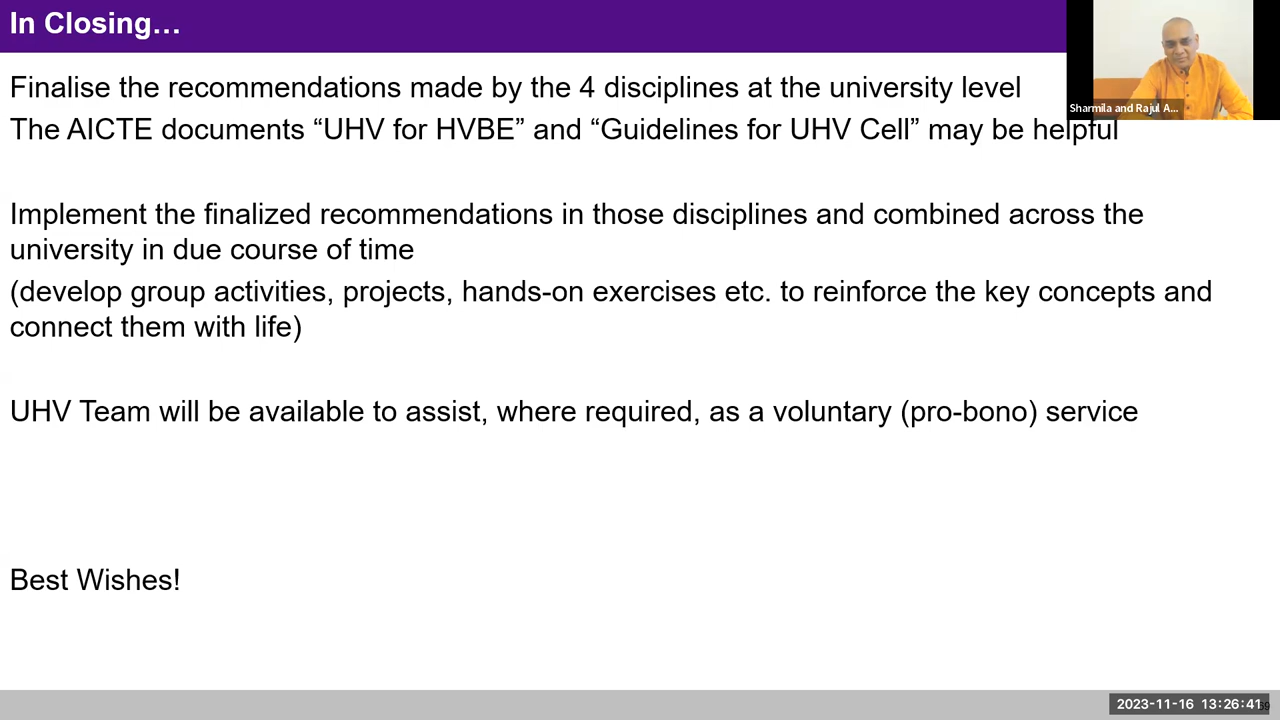 In Closing…
Sharmila and Rajul A...
Finalise the recommendations made by the 4 disciplines at the university level
The AICTE documents “UHV for HVBE” and “Guidelines for UHV Cell” may be helpful
Implement the finalized recommendations in those disciplines and combined across the
university in due course of time
(develop group activities, projects, hands-on exercises etc. to reinforce the key concepts and
connect them with life)
UHV Team will be available to assist, where required, as a voluntary (pro-bono) service
Best Wishes!
2023-11-16 13:26:41